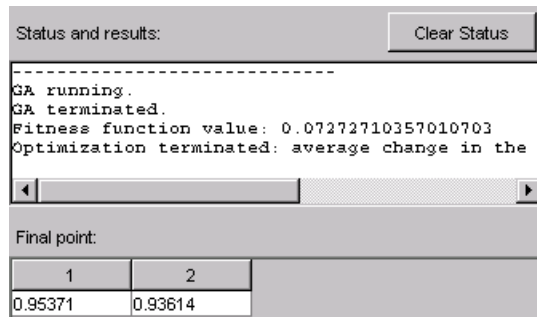 Status and results:
Clear Status
-----------------------------
GA running.
GA terminated.
Fitness function value: 0.07272710357010703
Optimization terminated: average change in the
Final point:
1 2
0.95371 0.93614